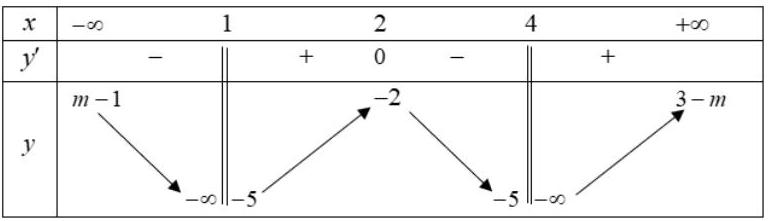 x −∞ 1 2 4 +∞
y′ − + 0 − +
m − 1 −2 3 − m
y
−∞ −5 −5 −∞